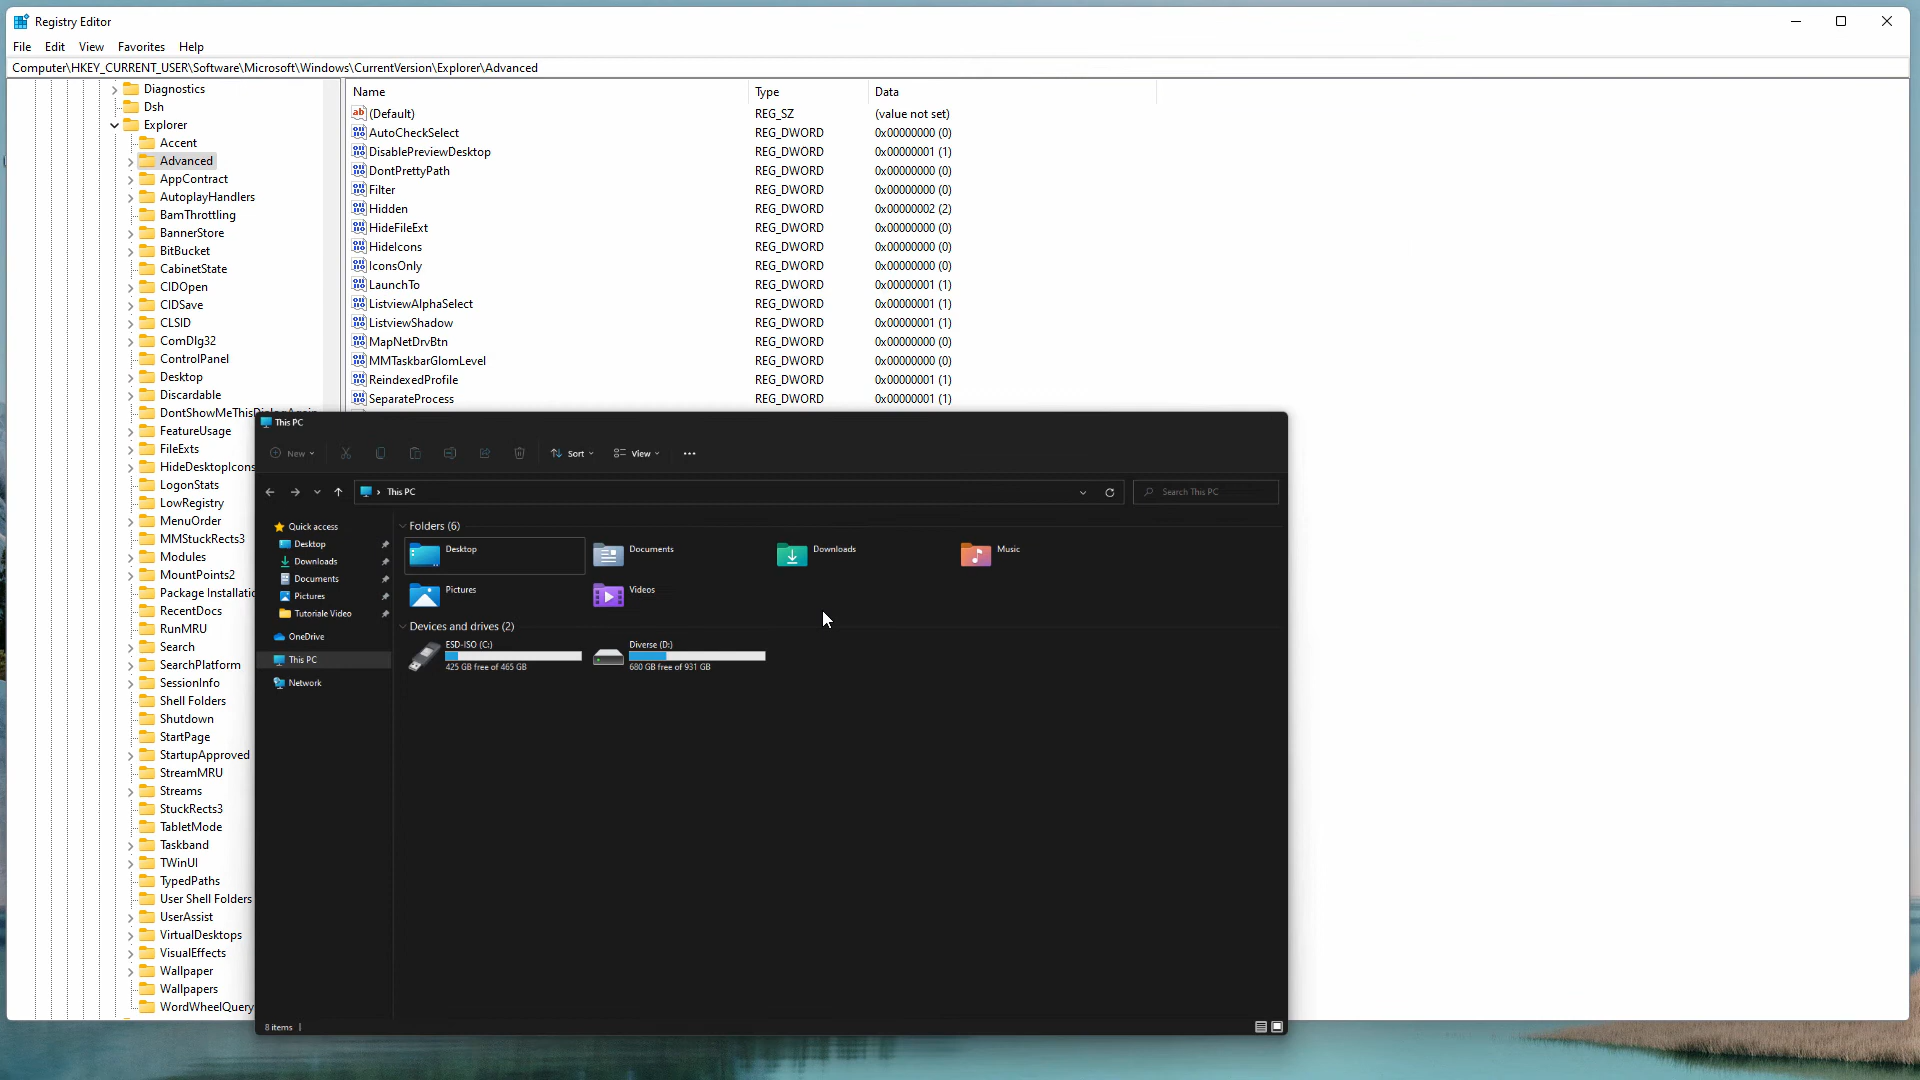 Registry Editor
File Edit View Favorites Help
Computer\HKEY_CURRENT_USER\Software\Microsoft\Windows\CurrentVersion\Explorer\Advanced
Diagnostics
Dsh
Explorer
Accent
Advanced
AppContract
AutoplayHandlers
BamThrottling
BannerStore
BitBucket
CabinetState
CIDOpen
CIDSave
CLSID
ComDlg32
ControlPanel
Desktop
Discardable
DontShowMeThisDialogAgain
FeatureUsage
FileExts
HideDesktopIcons
LogonStats
LowRegistry
MenuOrder
MMStuckRects3
Modules
MountPoints2
Package Installatio
RecentDocs
RunMRU
Search
SearchPlatform
SessionInfo
Shell Folders
Shutdown
StartPage
StartupApproved
StreamMRU
Streams
StuckRects3
TabletMode
Taskband
TWinUI
TypedPaths
User Shell Folders
UserAssist
VirtualDesktops
VisualEffects
Wallpaper
Wallpapers
WordWheelQuery
Name Type Data
(Default) REG_SZ (value not set)
AutoCheckSelect REG_DWORD 0x00000000 (0)
DisablePreviewDesktop REG_DWORD 0x00000001 (1)
DontPrettyPath REG_DWORD 0x00000000 (0)
Filter REG_DWORD 0x00000000 (0)
Hidden REG_DWORD 0x00000002 (2)
HideFileExt REG_DWORD 0x00000000 (0)
HideIcons REG_DWORD 0x00000000 (0)
IconsOnly REG_DWORD 0x00000000 (0)
LaunchTo REG_DWORD 0x00000001 (1)
ListviewAlphaSelect REG_DWORD 0x00000001 (1)
ListviewShadow REG_DWORD 0x00000001 (1)
MapNetDrvBtn REG_DWORD 0x00000000 (0)
MMTaskbarGlomLevel REG_DWORD 0x00000000 (0)
ReindexedProfile REG_DWORD 0x00000001 (1)
SeparateProcess REG_DWORD 0x00000001 (1)
This PC
New Sort View
This PC Search This PC
Quick access
Desktop
Downloads
Documents
Pictures
Tutoriale Video
OneDrive
This PC
Network
Folders (6)
Desktop Documents Downloads Music
Pictures Videos
Devices and drives (2)
ESD-ISO (C:) Diverse (D:)
425 GB free of 465 GB 680 GB free of 931 GB
8 items